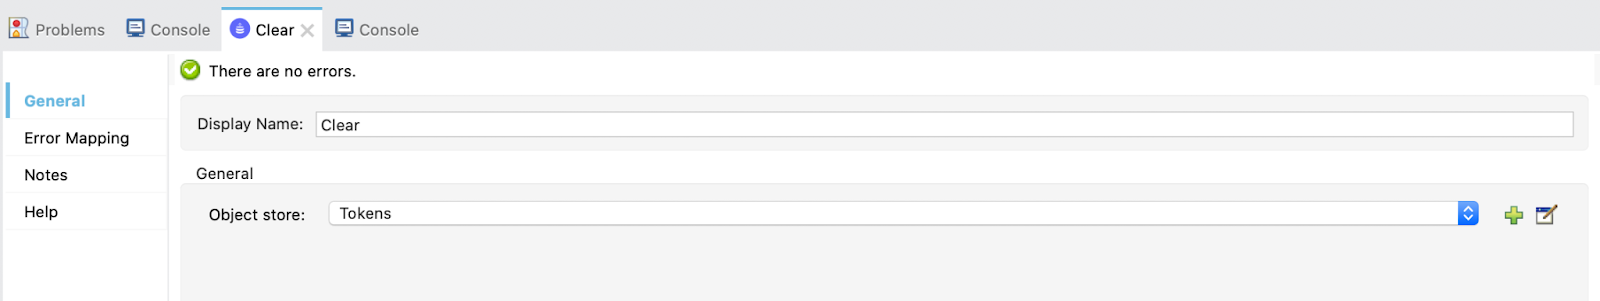 Problems Console Clear Console
There are no errors.
General
Display Name: Clear
Error Mapping
General
Notes
Object store: Tokens
Help